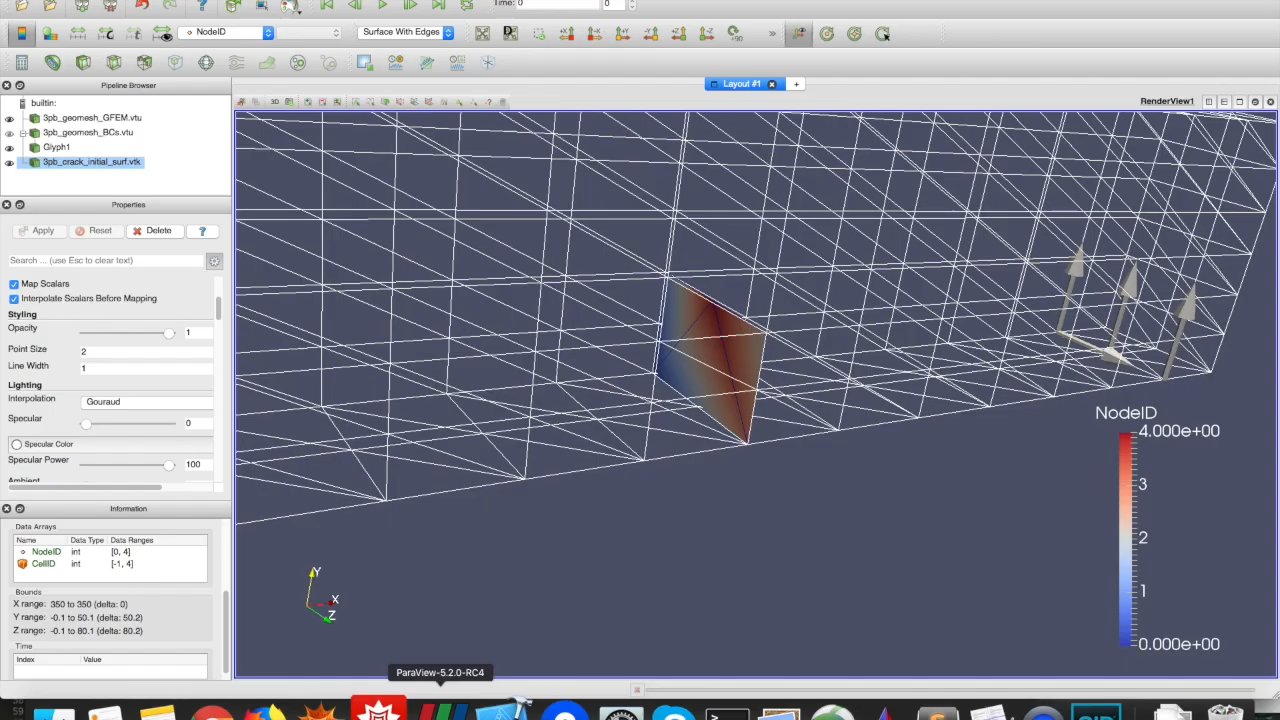 Time: 0
0
NodeID
Surface With Edges
Pipeline Browser
Layout #1
+
builtin:
3D
RenderView1
3pb_geomesh_GFEM.vtu
3pb_geomesh_BCs.vtu
Glyph1
3pb_crack_initial_surf.vtk
Properties
Apply
Reset
Delete
?
Search ... (use Esc to clear text)
Map Scalars
Interpolate Scalars Before Mapping
Styling
Opacity
1
Point Size
2
Line Width
1
Lighting
Interpolation
Gouraud
Specular
0
Specular Color
Specular Power
100
Ambient
Information
Data Arrays
Name Data Type Data Ranges
NodeID int [0, 4]
CellID int [-1, 4]
Bounds
X range: 350 to 350 (delta: 0)
Y range: -0.1 to 50.1 (delta: 50.2)
Z range: -0.1 to 80.1 (delta: 80.2)
Time
Index Value
NodeID
4.000e+00
3
2
1
0.000e+00
Y
X
Z
ParaView-5.2.0-RC4
58